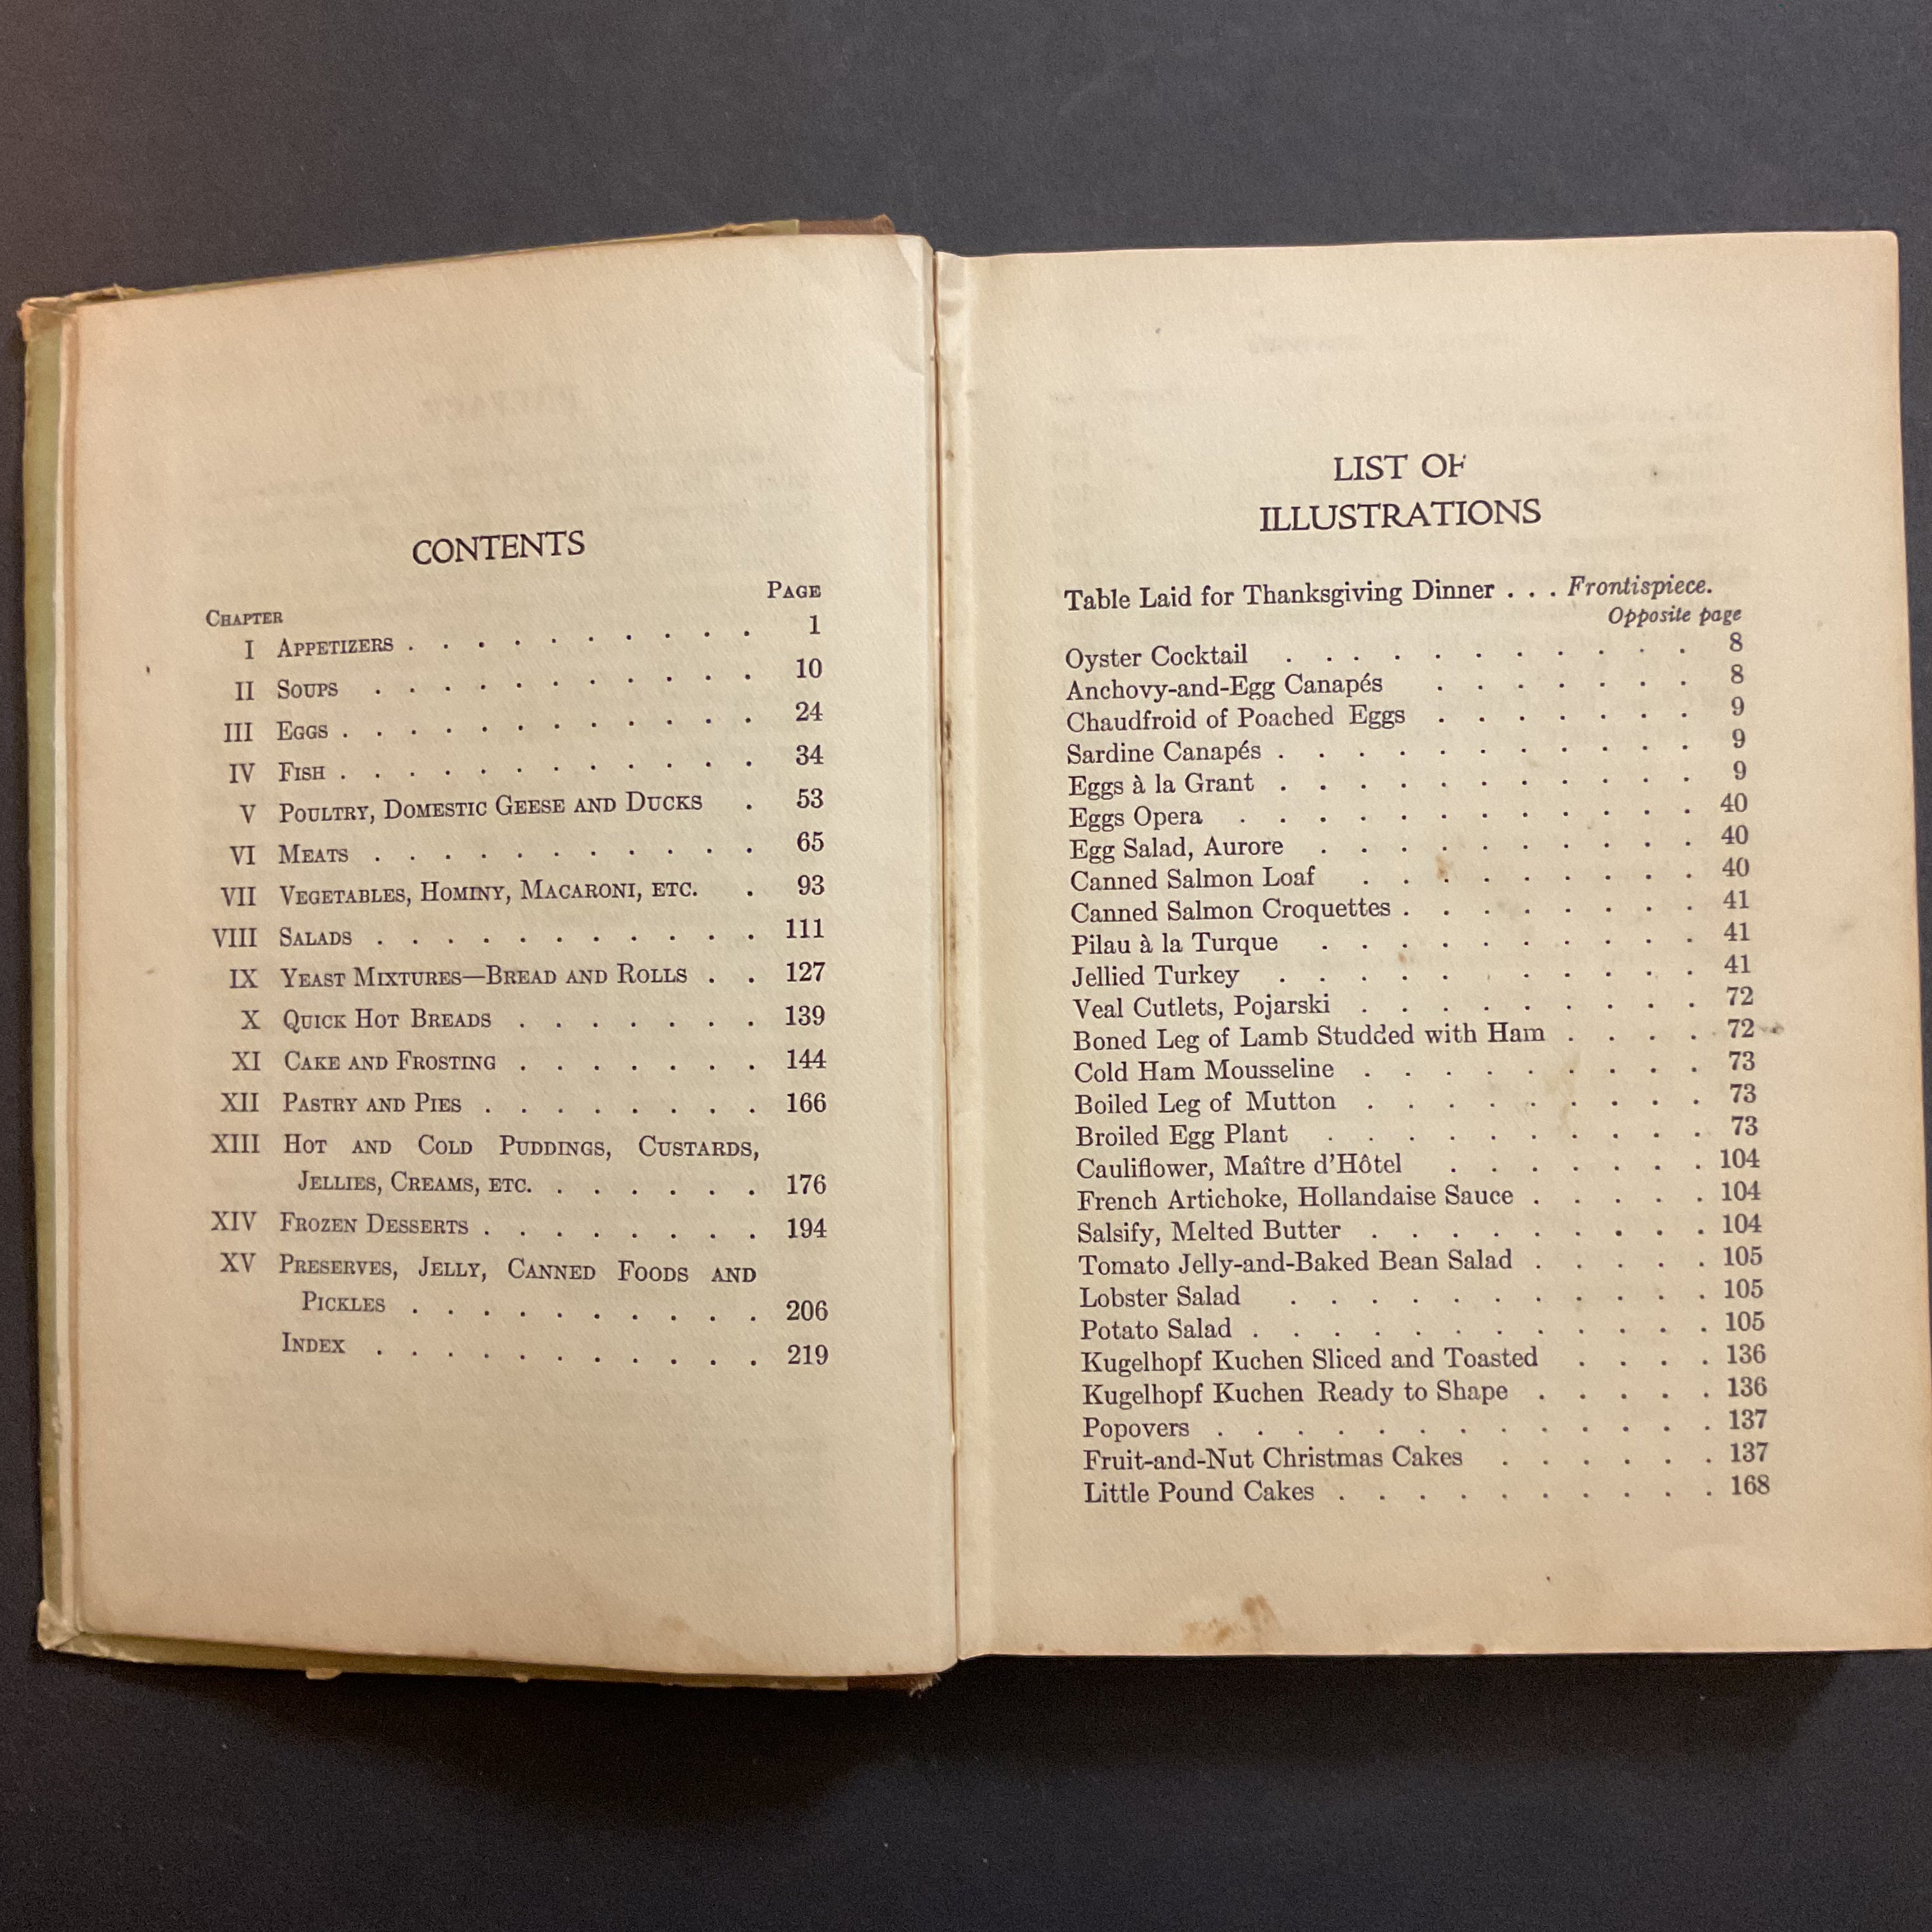 CONTENTS
CHAPTER PAGE
I APPETIZERS . . . . . . . . . . 1
II SOUPS . . . . . . . . . . . 10
III EGGS . . . . . . . . . . . . 24
IV FISH . . . . . . . . . . . . 34
V POULTRY, DOMESTIC GEESE AND DUCKS . 53
VI MEATS . . . . . . . . . . . 65
VII VEGETABLES, HOMINY, MACARONI, ETC. . 93
VIII SALADS . . . . . . . . . . . 111
IX YEAST MIXTURES—BREAD AND ROLLS . . 127
X QUICK HOT BREADS . . . . . . . 139
XI CAKE AND FROSTING . . . . . . . 144
XII PASTRY AND PIES . . . . . . . . 166
XIII HOT AND COLD PUDDINGS, CUSTARDS,
JELLIES, CREAMS, ETC. . . . . . . 176
XIV FROZEN DESSERTS . . . . . . . . 194
XV PRESERVES, JELLY, CANNED FOODS AND
PICKLES . . . . . . . . . . 206
INDEX . . . . . . . . . . . 219
LIST OF
ILLUSTRATIONS
Table Laid for Thanksgiving Dinner . . . Frontispiece.
Opposite page
Oyster Cocktail . . . . . . . . . . . 8
Anchovy-and-Egg Canapés . . . . . . . 8
Chaudfroid of Poached Eggs . . . . . . . 9
Sardine Canapés . . . . . . . . . . . 9
Eggs à la Grant . . . . . . . . . . . 9
Eggs Opera . . . . . . . . . . . . 40
Egg Salad, Aurore . . . . . . . . . . 40
Canned Salmon Loaf . . . . . . . . . 40
Canned Salmon Croquettes . . . . . . . . 41
Pilau à la Turque . . . . . . . . . . 41
Jellied Turkey . . . . . . . . . . . 41
Veal Cutlets, Pojarski . . . . . . . . . 72
Boned Leg of Lamb Studded with Ham . . . . 72
Cold Ham Mousseline . . . . . . . . . 73
Boiled Leg of Mutton . . . . . . . . . 73
Broiled Egg Plant . . . . . . . . . . 73
Cauliflower, Maître d'Hôtel . . . . . . . 104
French Artichoke, Hollandaise Sauce . . . . . 104
Salsify, Melted Butter . . . . . . . . . 104
Tomato Jelly-and-Baked Bean Salad . . . . . 105
Lobster Salad . . . . . . . . . . . 105
Potato Salad . . . . . . . . . . . . 105
Kugelhopf Kuchen Sliced and Toasted . . . . 136
Kugelhopf Kuchen Ready to Shape . . . . . 136
Popovers . . . . . . . . . . . . . 137
Fruit-and-Nut Christmas Cakes . . . . . . 137
Little Pound Cakes . . . . . . . . . . 168